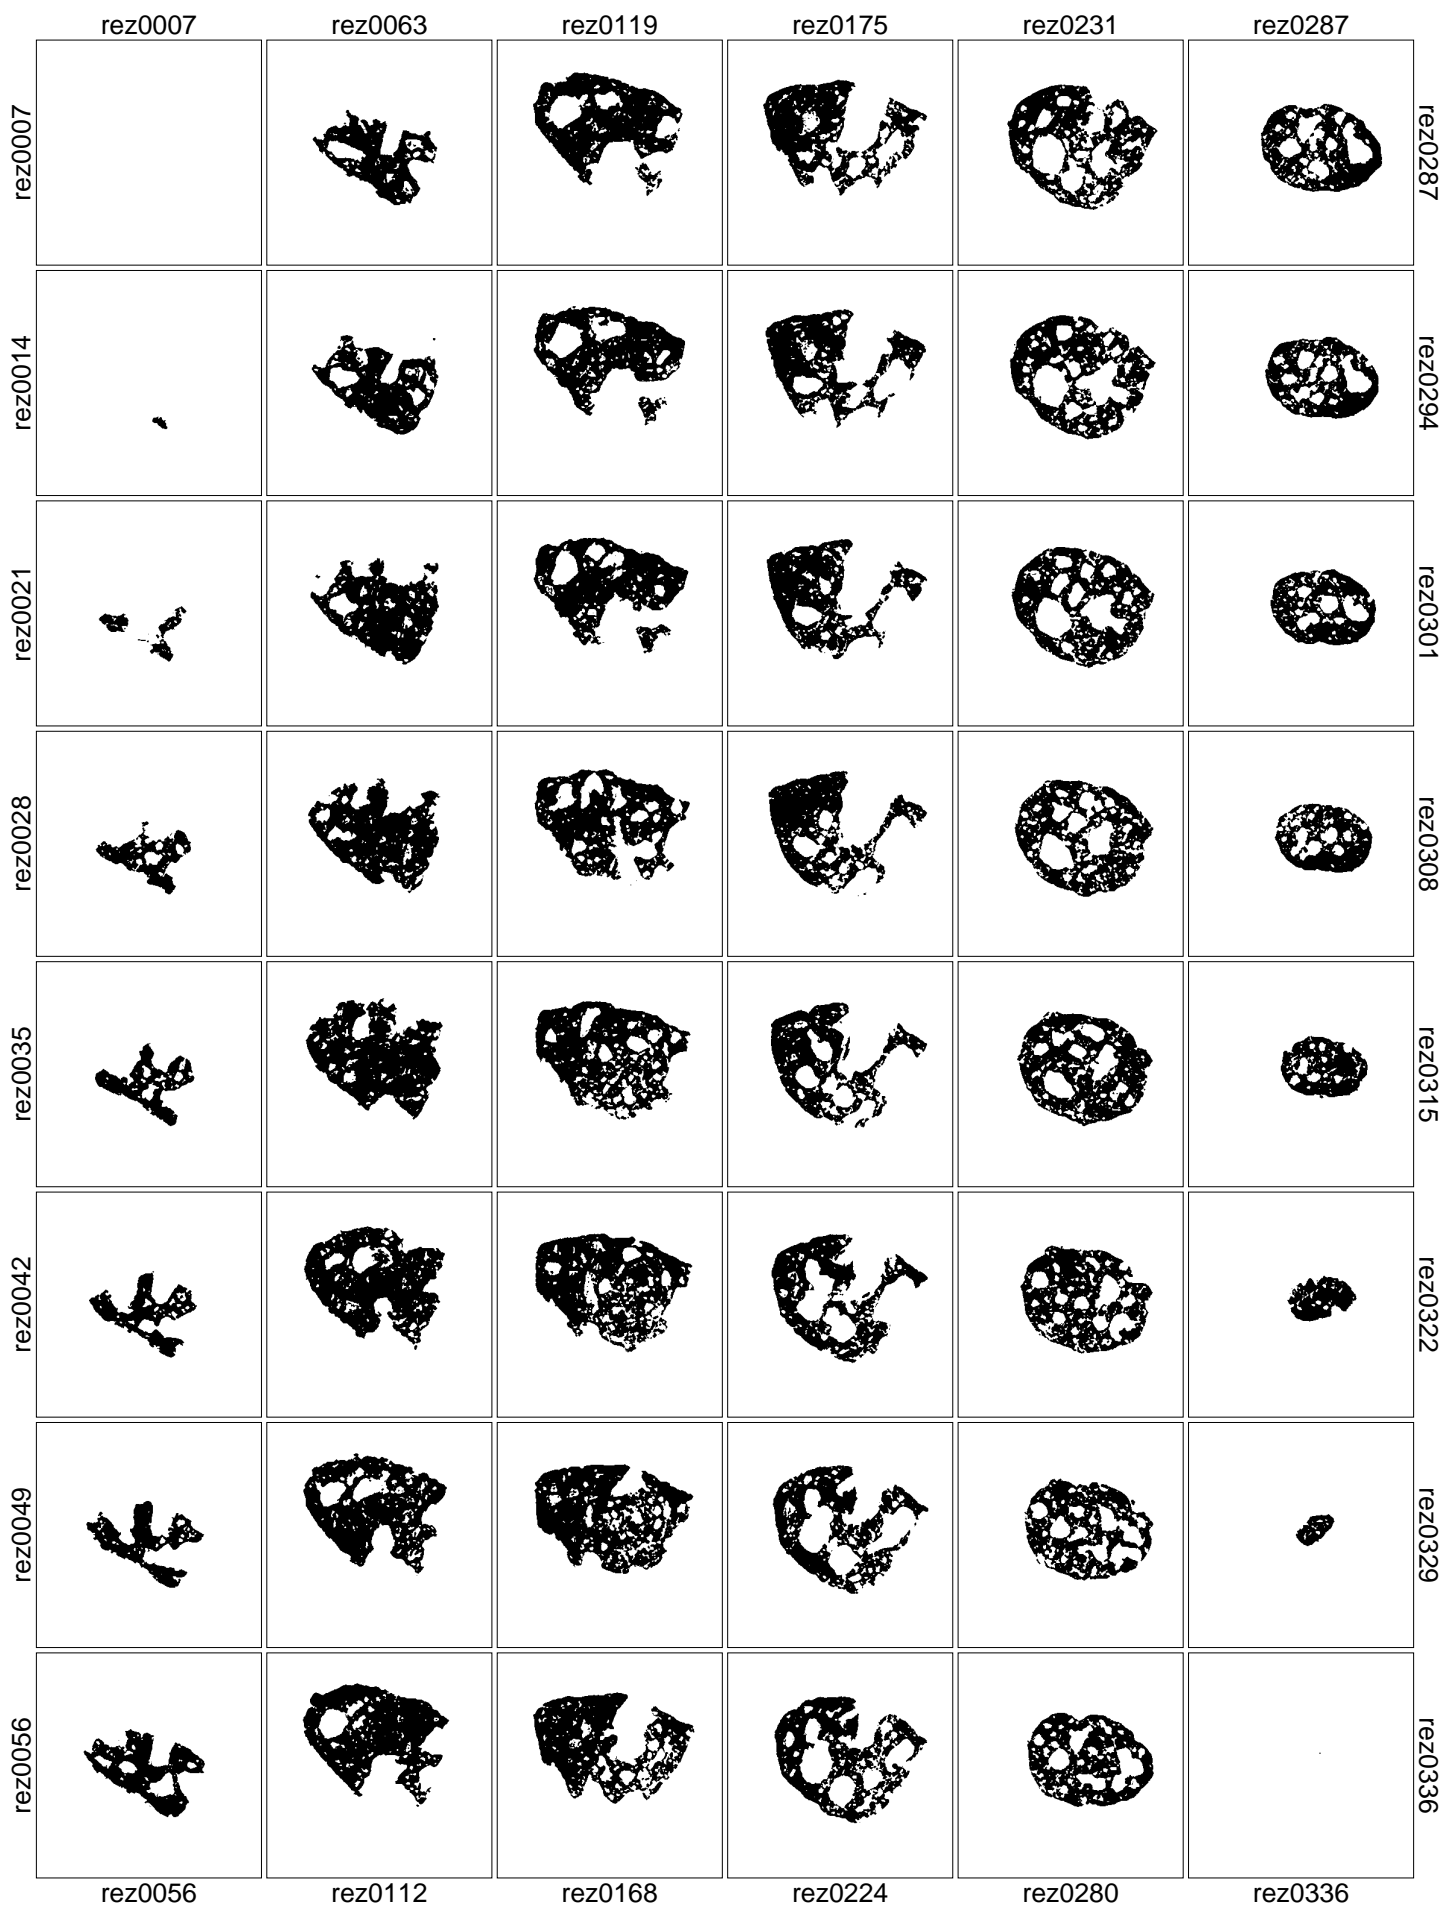 rez0007 rez0063 rez0119 rez0175 rez0231 rez0287
rez0007
rez0287
rez0014
rez0294
rez0021
rez0301
rez0028
rez0308
rez0035
rez0315
rez0042
rez0322
rez0049
rez0329
rez0056
rez0336
rez0056 rez0112 rez0168 rez0224 rez0280 rez0336